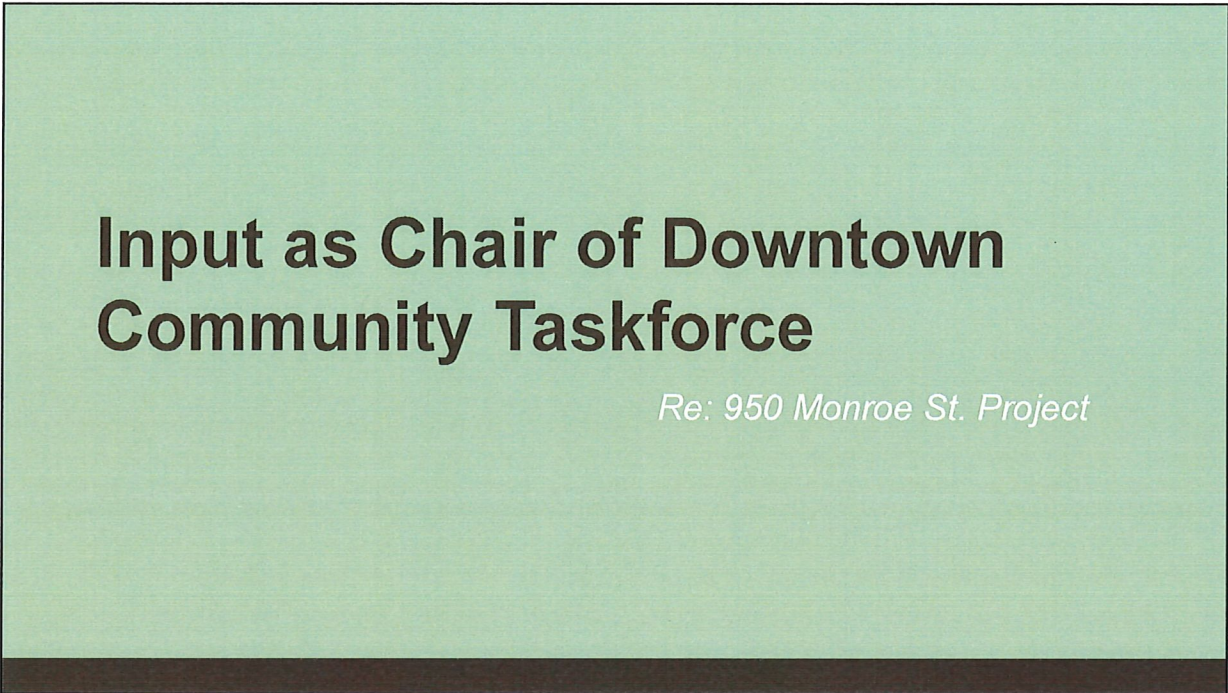 Input as Chair of Downtown
Community Taskforce
Re: 950 Monroe St. Project